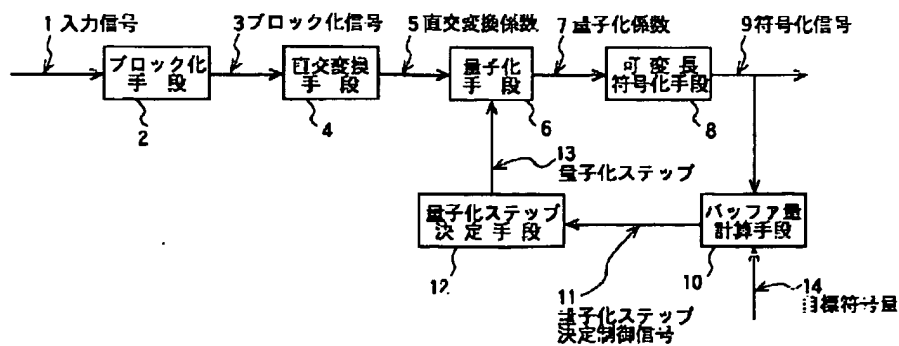 1 入力信号
3 ブロック化信号
5 直交変換係数
7 量子化係数
9 符号化信号
ブロック化
手段
直交変換
手段
量子化
手段
可変長
符号化手段
2
4
6
8
13
量子化ステップ
量子化ステップ
決定手段
バッファ量
計算手段
12
11
量子化ステップ
決定制御信号
10
14
目標符号量